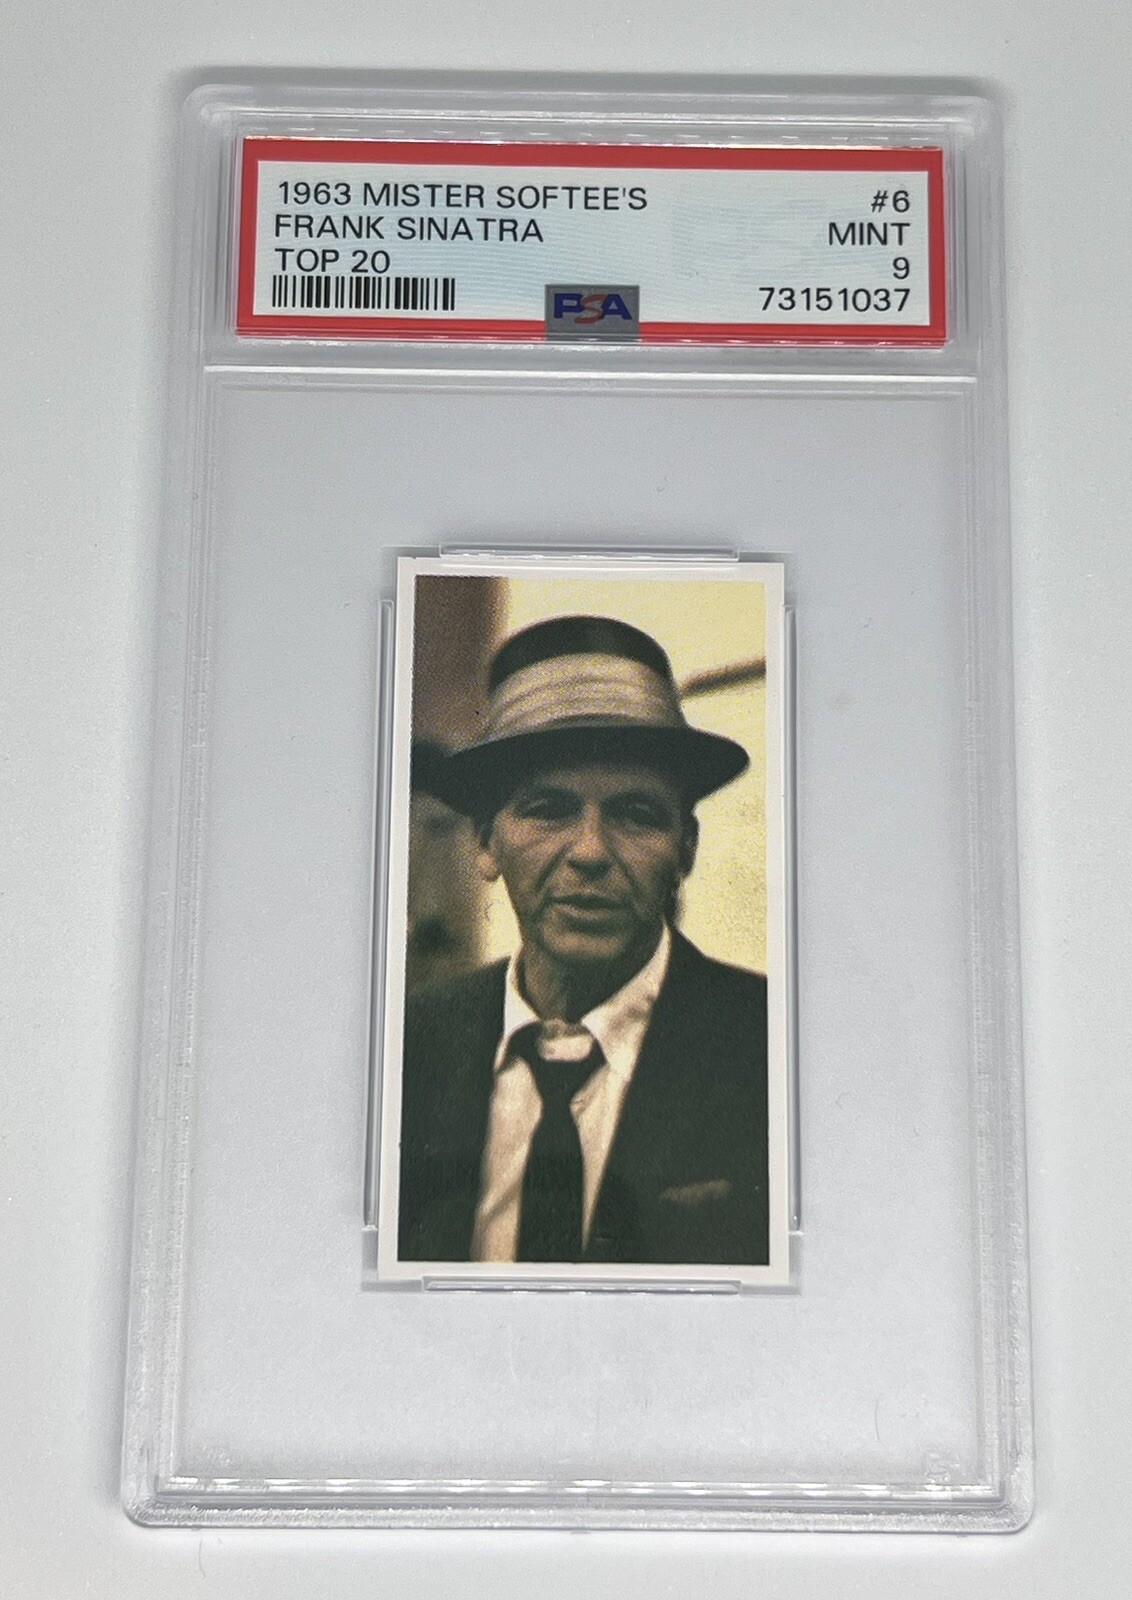 1963 MISTER SOFTEE'S #6
FRANK SINATRA MINT
TOP 20 9
73151037
PSA